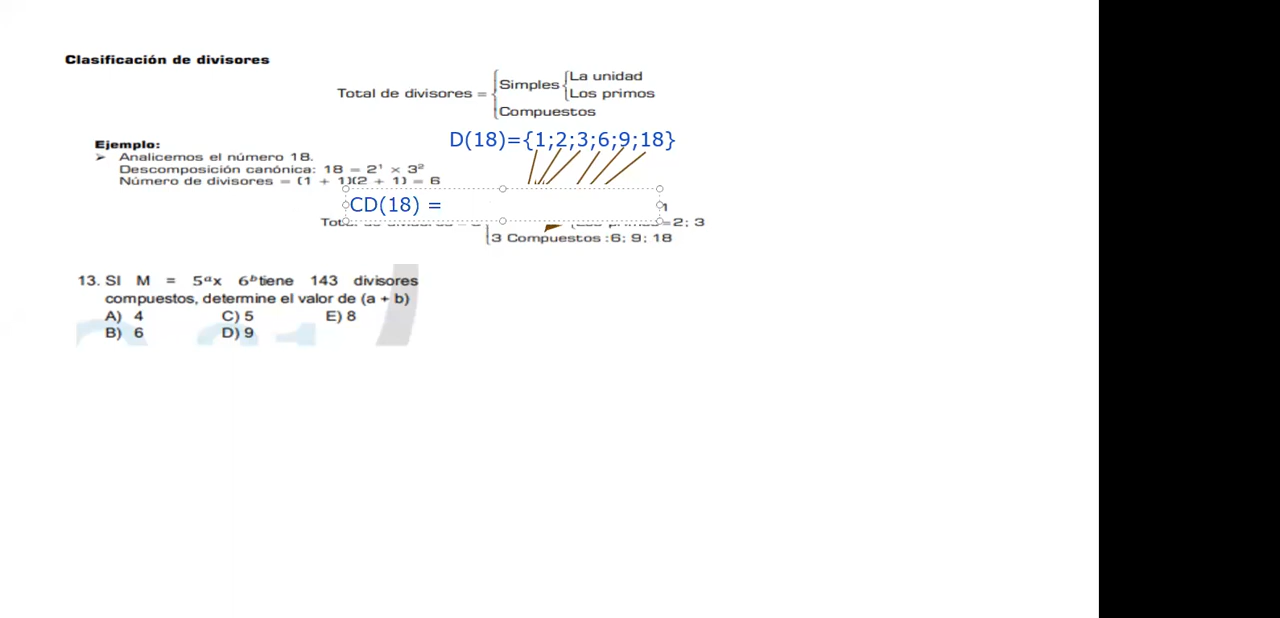 Clasificación de divisores
Total de divisores =
Simples
La unidad
Los primos
Compuestos
Ejemplo:
D(18)={1;2;3;6;9;18}
➢ Analicemos el número 18.
Descomposición canónica: 18 = 2¹ × 3²
Número de divisores = (1 + 1)(2 + 1) = 6
CD(18) =
1
=2; 3
3 Compuestos :6; 9; 18
13. SI M = 5ᵃx 6ᵇtiene 143 divisores
compuestos, determine el valor de (a + b)
A) 4 C) 5 E) 8
B) 6 D) 9